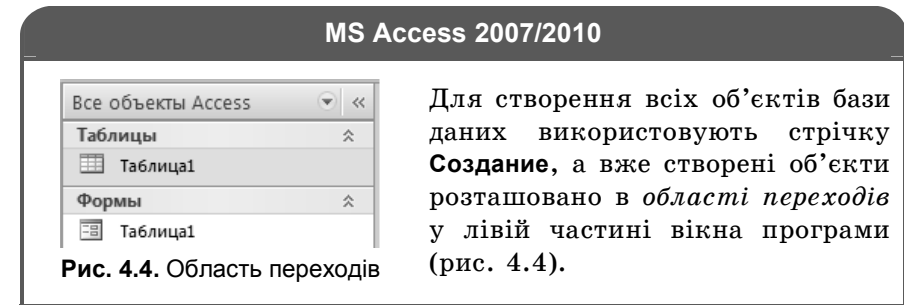 MS Access 2007/2010
Все объекты Access
Таблицы
Таблица1
Формы
Таблица1
Рис. 4.4. Область переходів
Для створення всіх об’єктів бази
даних використовують стрічку
Создание, а вже створені об’єкти
розташовано в області переходів
у лівій частині вікна програми
(рис. 4.4).